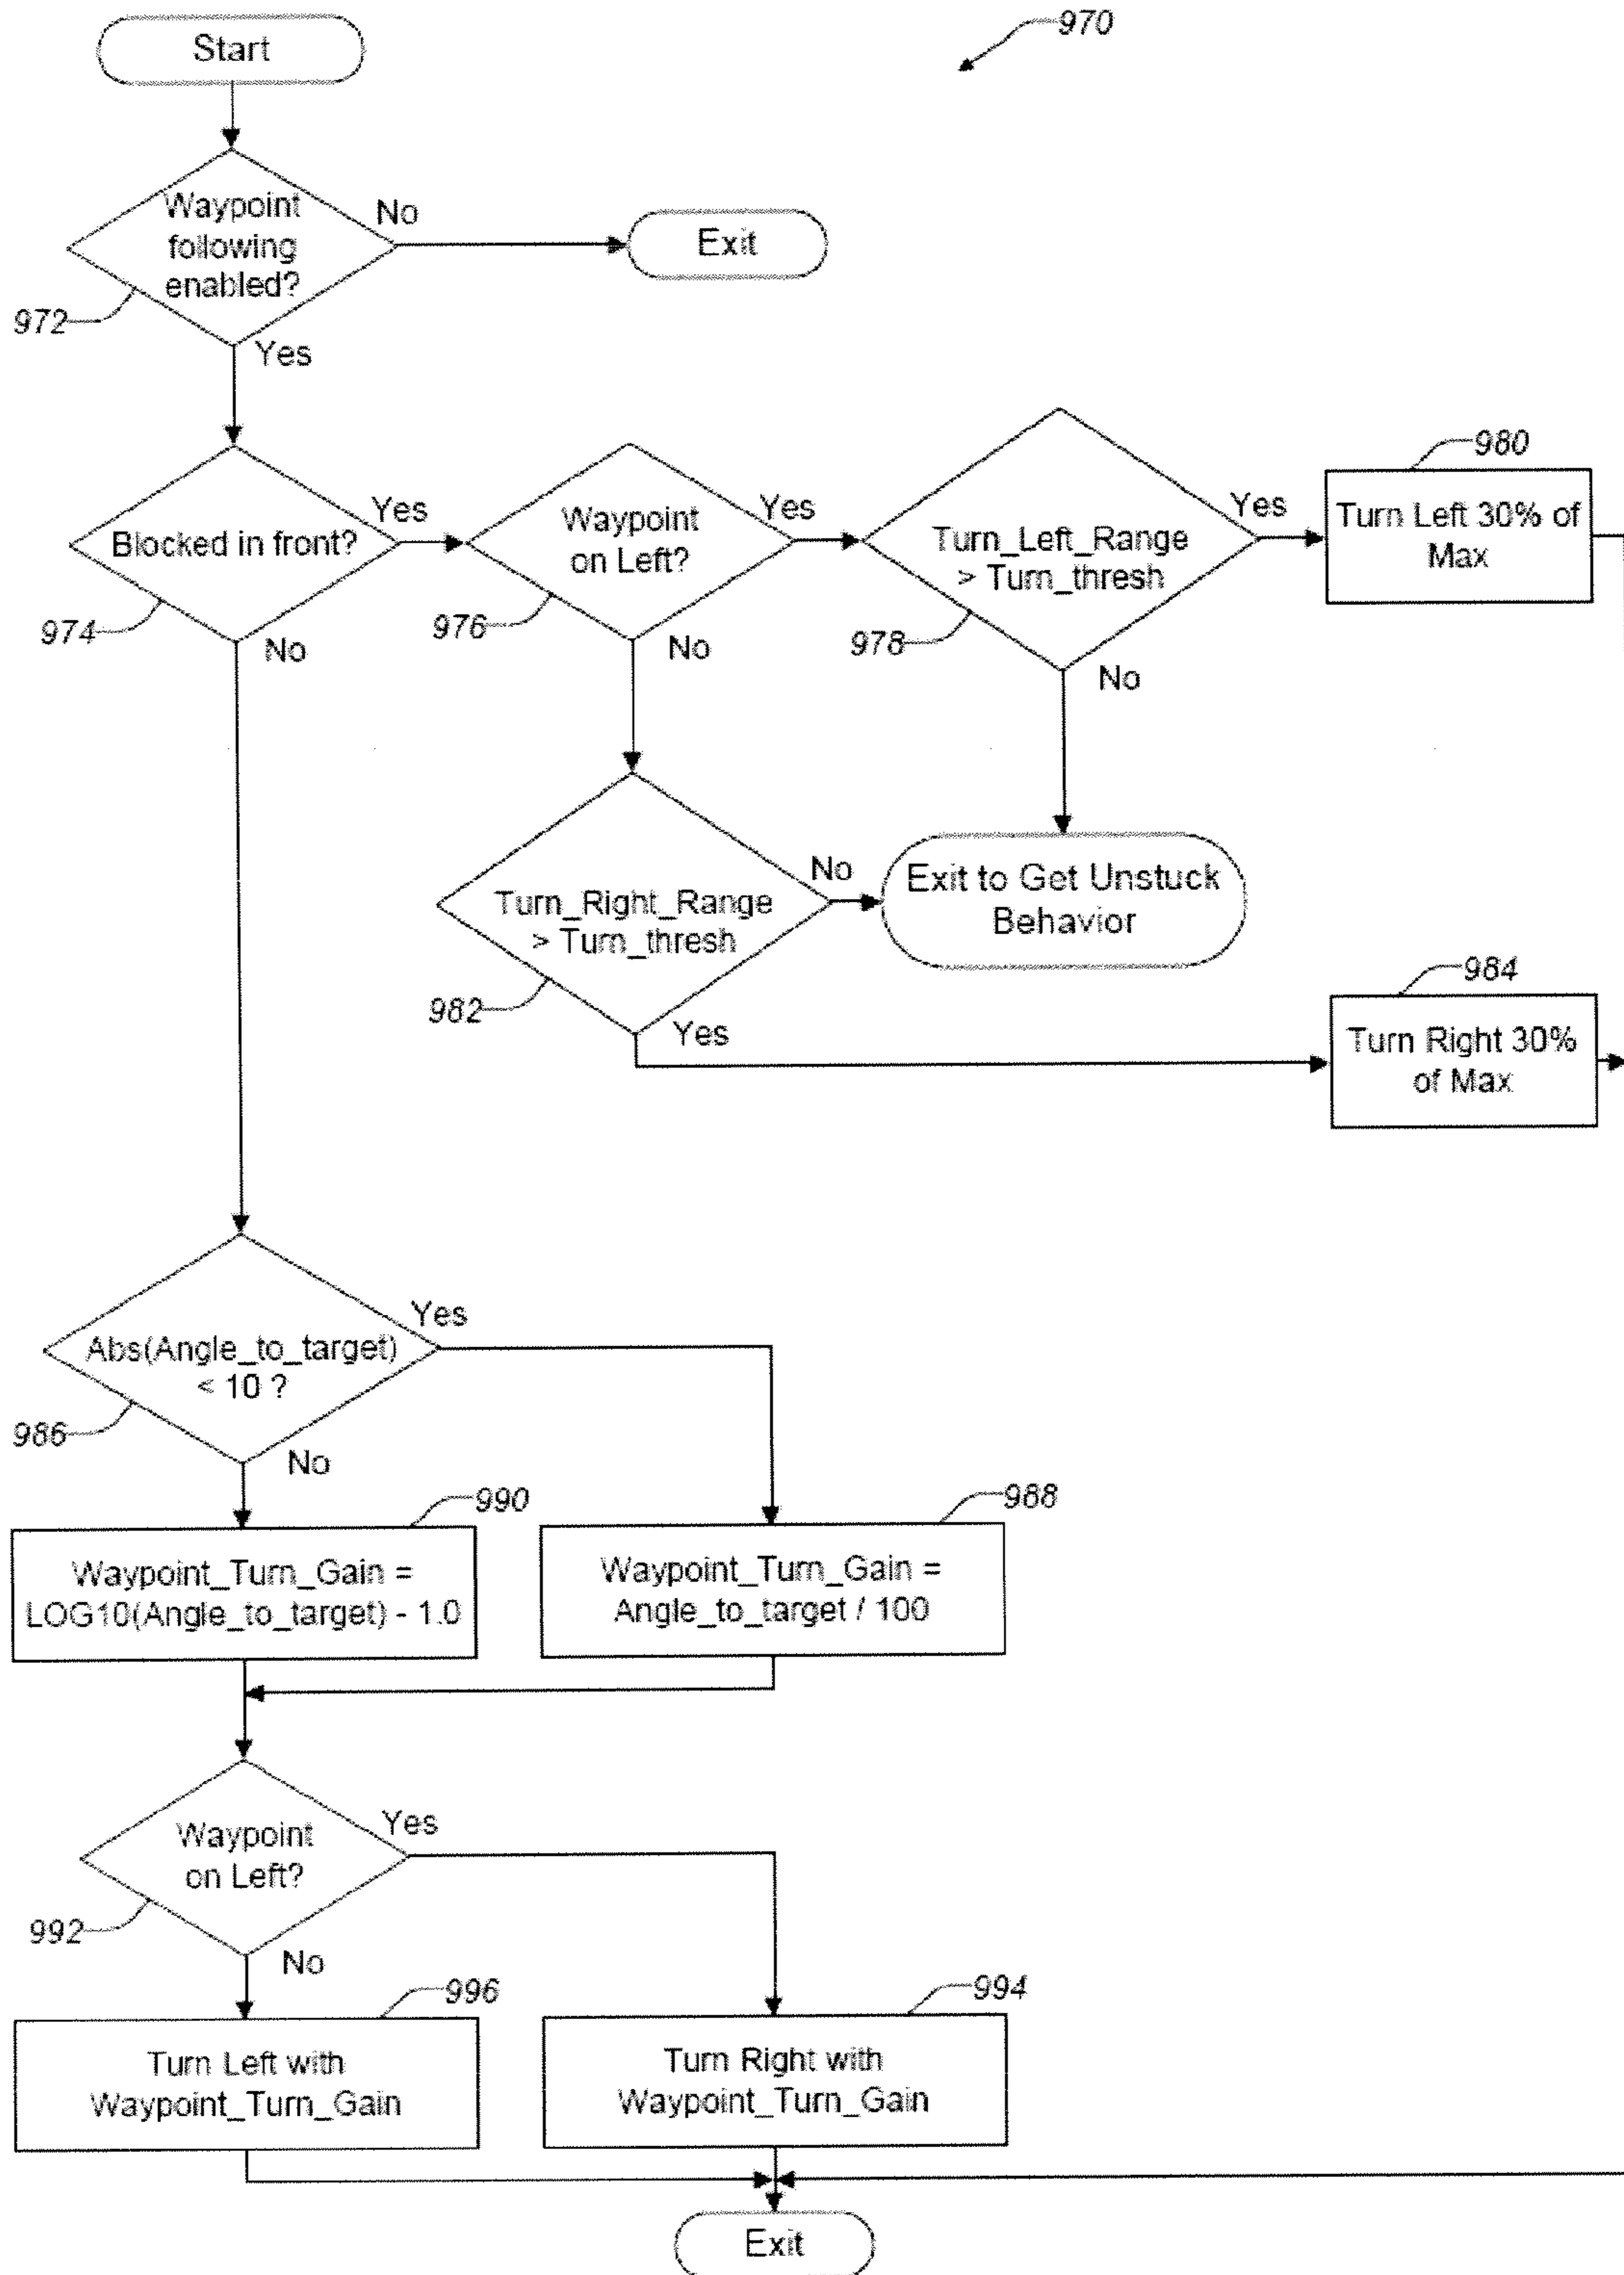 970
Start
Waypoint
following
enabled?
No
Exit
972
Yes
Blocked in front?
Yes
974
No
Waypoint
on Left?
Yes
976
No
Turn_Left_Range
> Turn_thresh
Yes
978
No
980
Turn Left 30% of
Max
Turn_Right_Range
> Turn_thresh
No
982
Yes
Exit to Get Unstuck
Behavior
984
Turn Right 30%
of Max
Abs(Angle_to_target)
< 10 ?
Yes
986
No
990
Waypoint_Turn_Gain =
LOG10(Angle_to_target) - 1.0
988
Waypoint_Turn_Gain =
Angle_to_target / 100
Waypoint
on Left?
Yes
992
No
996
Turn Left with
Waypoint_Turn_Gain
994
Turn Right with
Waypoint_Turn_Gain
Exit